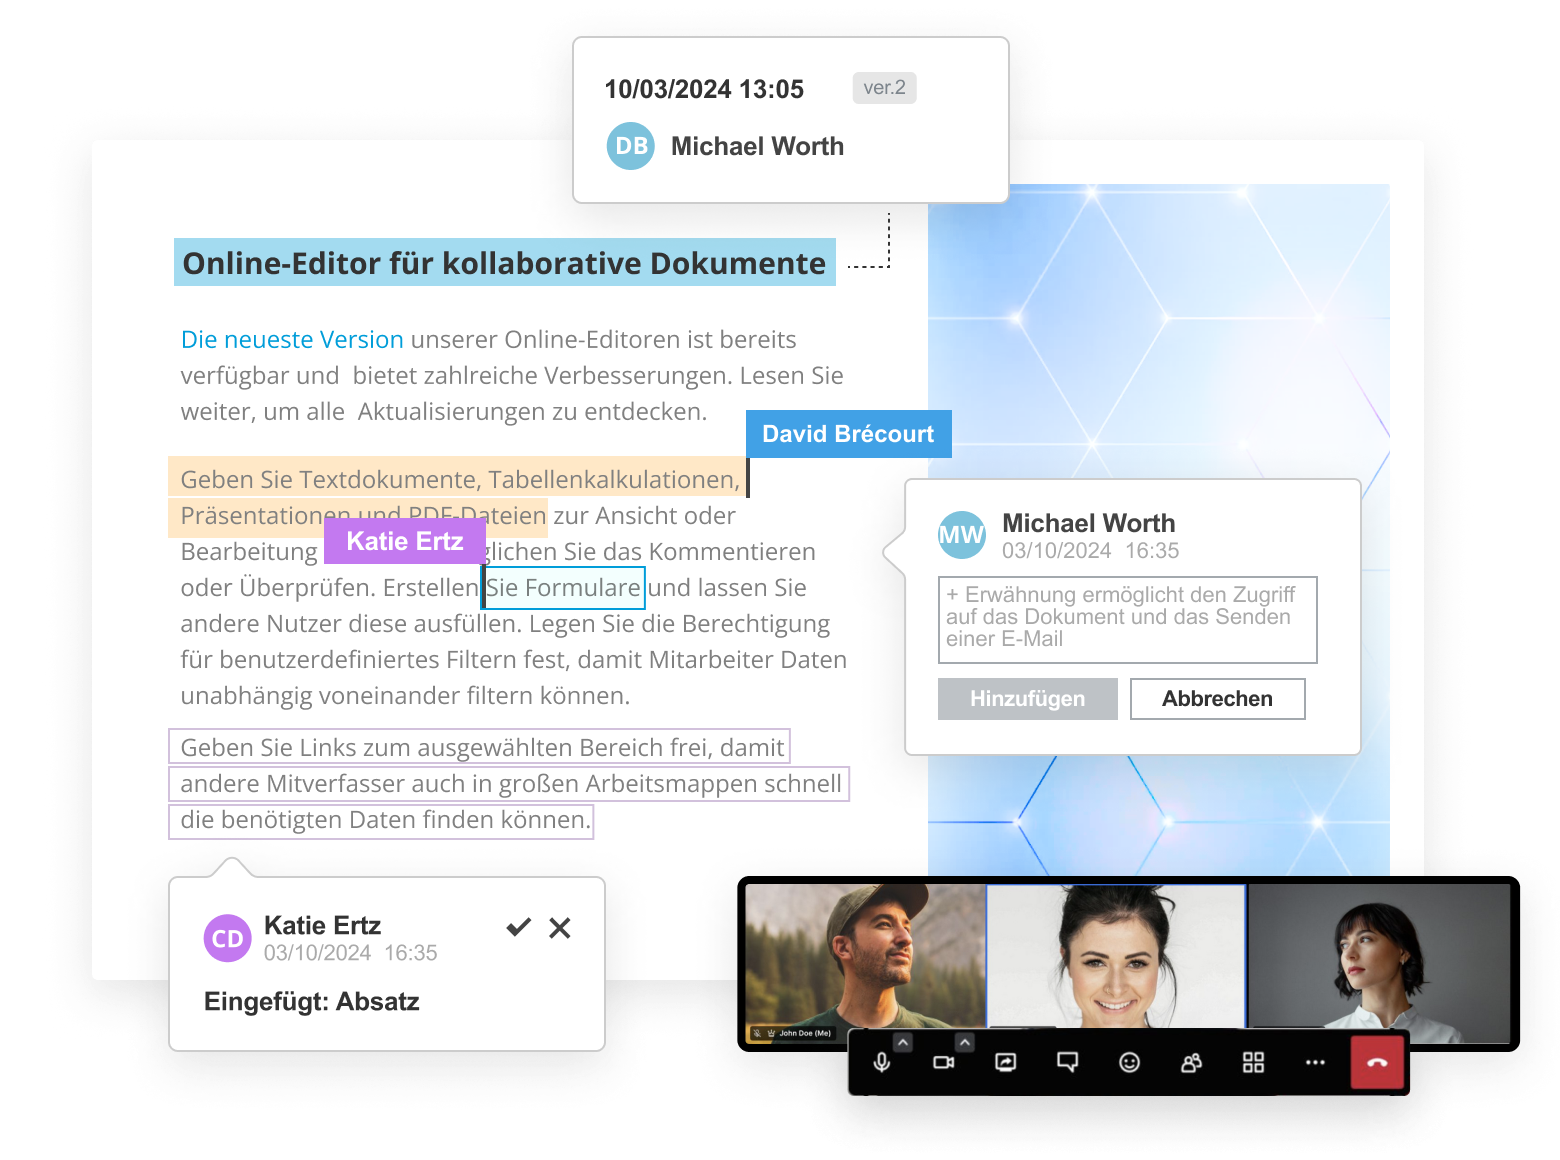 10/03/2024 13:05
ver.2
DB
Michael Worth
Online-Editor für kollaborative Dokumente
Die neueste Version unserer Online-Editoren ist bereits
verfügbar und bietet zahlreiche Verbesserungen. Lesen Sie
weiter, um alle Aktualisierungen zu entdecken.
David Brécourt
Geben Sie Textdokumente, Tabellenkalkulationen,
Präsentationen und PDF-Dateien zur Ansicht oder
Katie Ertz
Bearbeitung glichen Sie das Kommentieren
oder Überprüfen. Erstellen Sie Formulare und lassen Sie
andere Nutzer diese ausfüllen. Legen Sie die Berechtigung
für benutzerdefiniertes Filtern fest, damit Mitarbeiter Daten
unabhängig voneinander filtern können.
Geben Sie Links zum ausgewählten Bereich frei, damit
andere Mitverfasser auch in großen Arbeitsmappen schnell
die benötigten Daten finden können.
MW
Michael Worth
03/10/2024 16:35
+ Erwähnung ermöglicht den Zugriff
auf das Dokument und das Senden
einer E-Mail
Hinzufügen
Abbrechen
CD
Katie Ertz
03/10/2024 16:35
Eingefügt: Absatz
John Doe (Me)